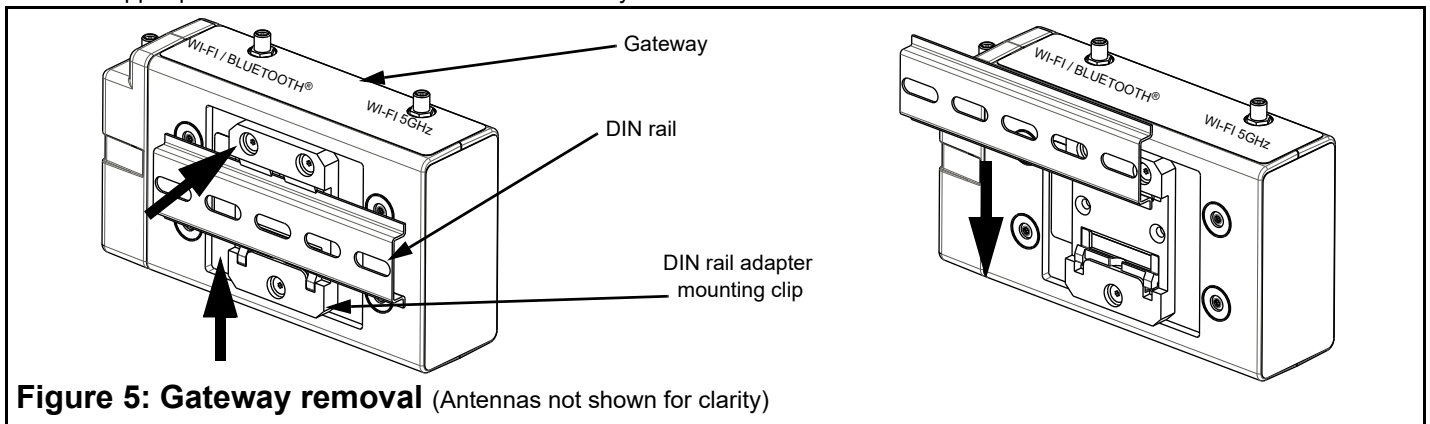 WI-FI / BLUETOOTH®
WI-FI 5GHz
Gateway
DIN rail
DIN rail adapter
mounting clip
WI-FI / BLUETOOTH®
WI-FI 5GHz
Figure 5: Gateway removal (Antennas not shown for clarity)